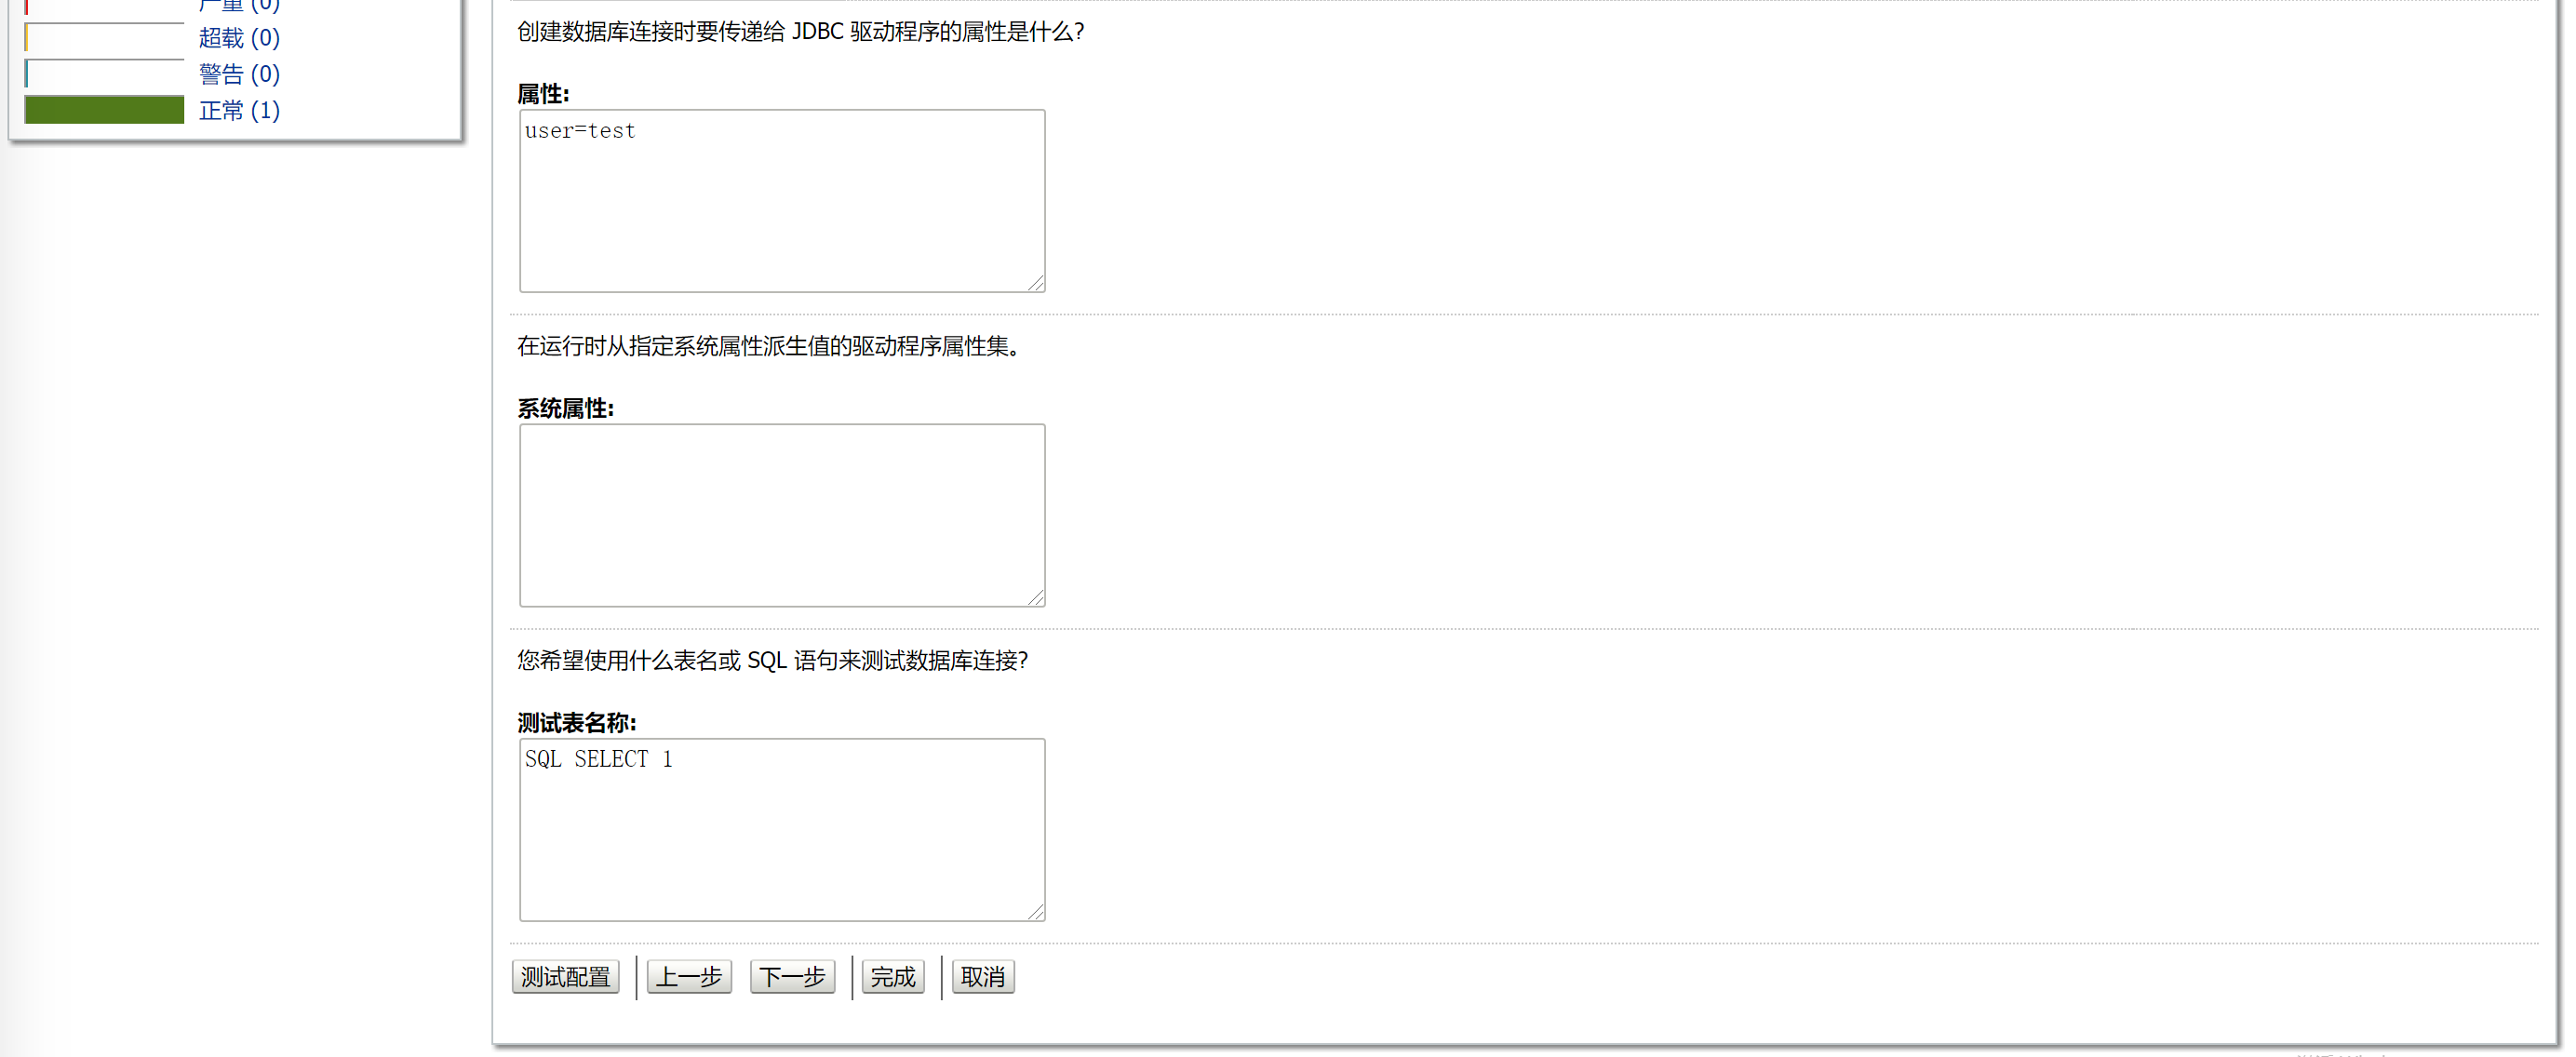 严重 (0)
超载 (0)
警告 (0)
正常 (1)
创建数据库连接时要传递给 JDBC 驱动程序的属性是什么?
属性:
user=test
在运行时从指定系统属性派生值的驱动程序属性集。
系统属性:
您希望使用什么表名或 SQL 语句来测试数据库连接?
测试表名称:
SQL SELECT 1
测试配置 上一步 下一步 完成 取消